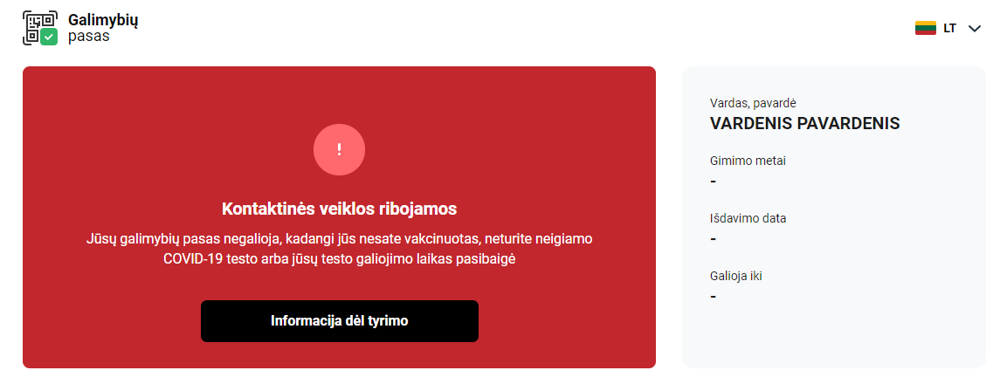 Galimybių
pasas
LT
Kontaktinės veiklos ribojamos
Jūsų galimybių pasas negalioja, kadangi jūs nesate vakcinuotas, neturite neigiamo
COVID-19 testo arba jūsų testo galiojimo laikas pasibaigė
Informacija dėl tyrimo
Vardas, pavardė
VARDENIS PAVARDENIS
Gimimo metai
-
Išdavimo data
-
Galioja iki
-